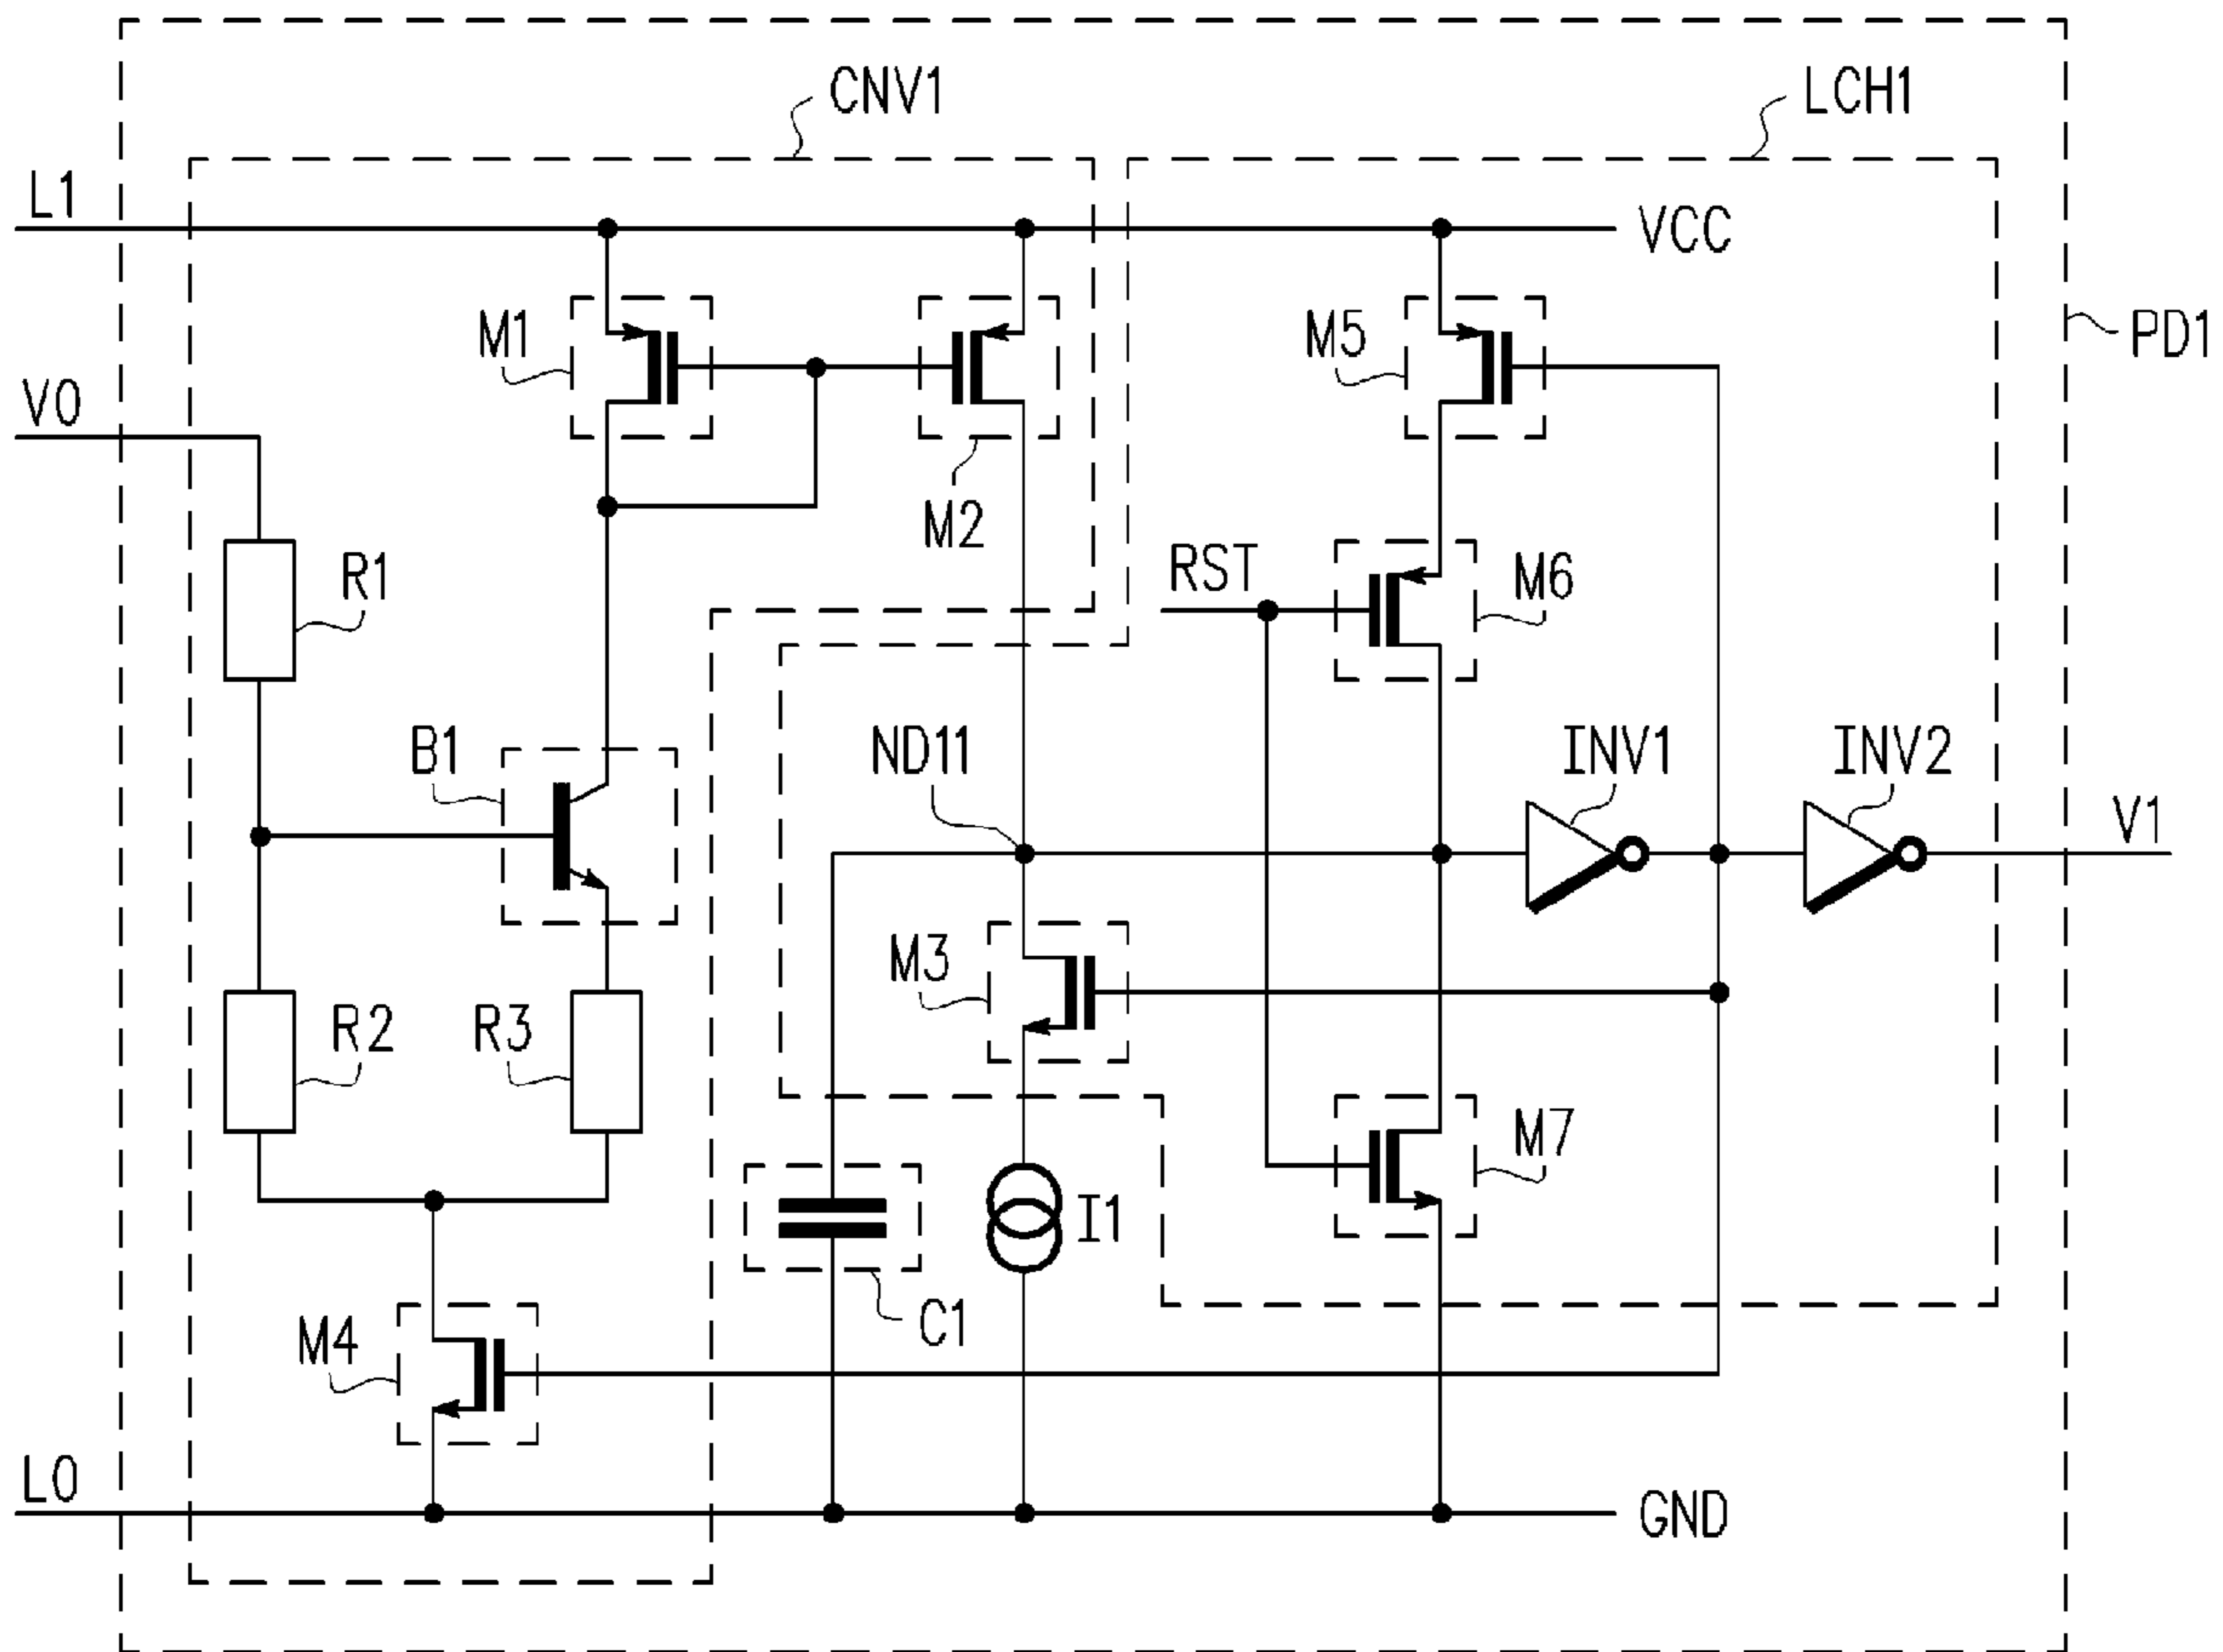 CNV1
LCH1
L1
VCC
M1
M5
PD1
V0
M2
RST
M6
R1
B1
ND11
INV1
INV2
V1
M3
R2
R3
M7
I1
C1
M4
L0
GND